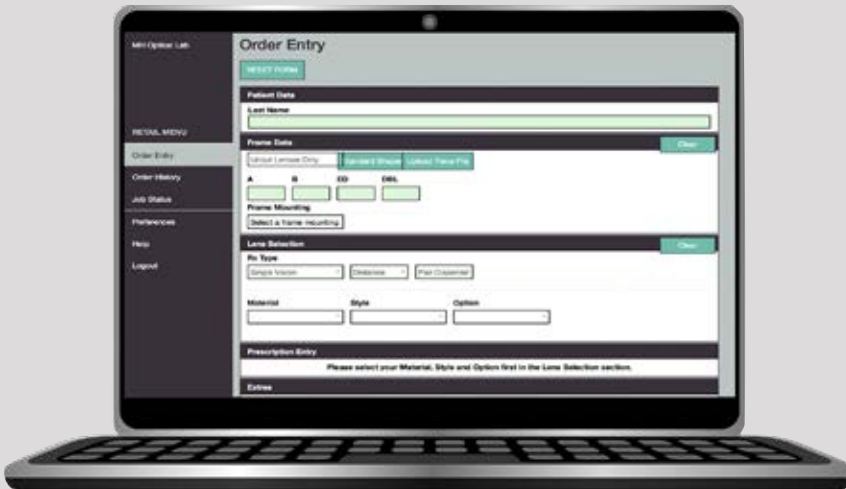 MH Optical Lab
Order Entry
RESET FORM
Patient Data
Last Name
RETAIL MENU
Order Entry
Order History
Job Status
Preferences
Help
Logout
Frame Data
Clear
Uncut Lenses Only
Standard Shapes
Upload Trace File
A B ED DBL
Frame Mounting
Select a frame mounting
Lens Selection
Clear
Rx Type
Single Vision
Distance
Material Style Option
Prescription Entry
Please select your Material, Style and Option first in the Lens Selection section.
Extras